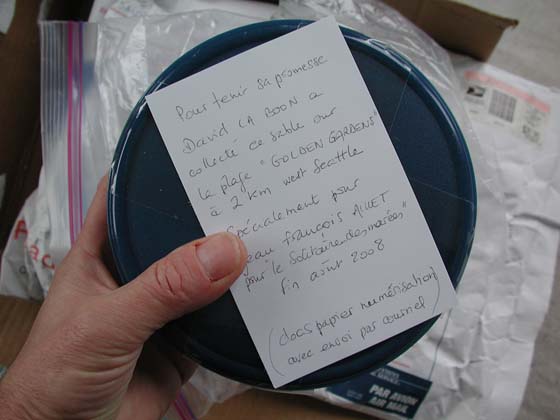 Pour tenir sa promesse
David LA BOON a
collecté ce sable sur
la plage "GOLDEN GARDENS"
à 2 km west Seattle
spécialement pour
Jean François
pour "le Solitaire des marées"
fin août 2008
(docs papier numérisation
avec envoi par courriel)
PAR AVION
AIR MAIL